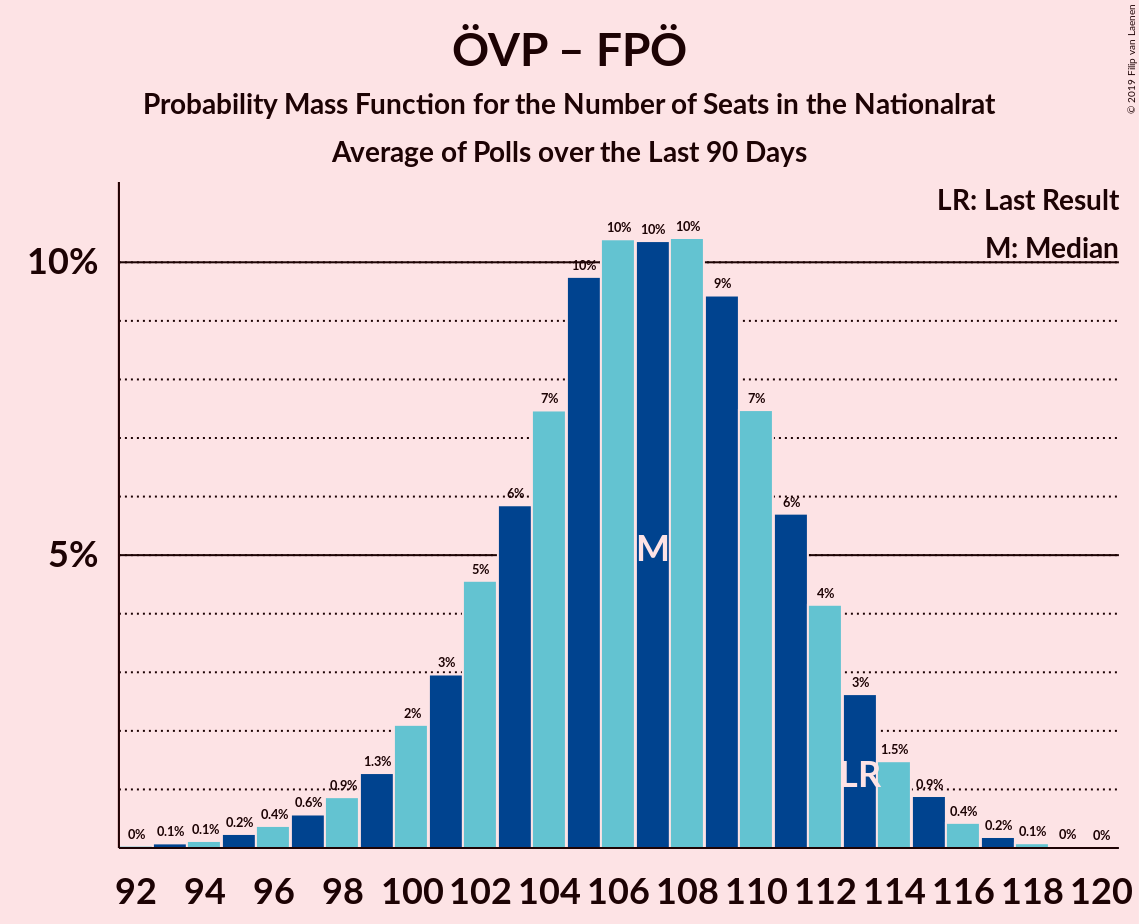 ÖVP – FPÖ
Probability Mass Function for the Number of Seats in the Nationalrat
Average of Polls over the Last 90 Days
© 2019 Filip van Laenen
LR: Last Result
M: Median
10%
5%
0% 0.1% 0.1% 0.2% 0.4% 0.6% 0.9% 1.3% 2% 3% 5% 6% 7% 10% 10% 10% 10% 9% 7% 6% 4% 3% 1.5% 0.9% 0.4% 0.2% 0.1% 0% 0%
M
LR
92 94 96 98 100 102 104 106 108 110 112 114 116 118 120